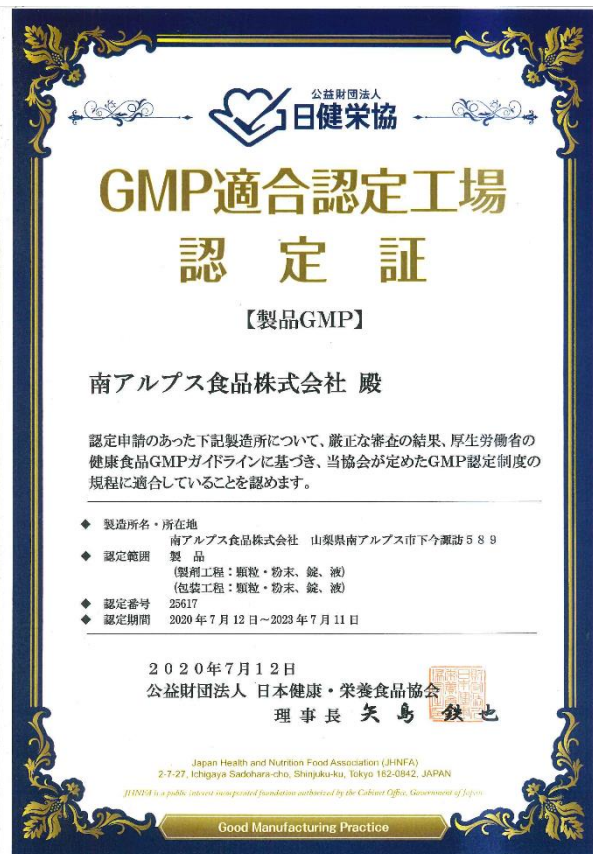 公益財団法人
日健栄協
GMP適合認定工場
認定証
【製品GMP】
南アルプス食品株式会社 殿
認定申請のあった下記製造所について、厳正な審査の結果、厚生労働省の
健康食品GMPガイドラインに基づき、当協会が定めたGMP認定制度の
規程に適合していることを認めます。
◆ 製造所名・所在地
南アルプス食品株式会社 山梨県南アルプス市下今諏訪589
◆ 認定範囲 製品
(製剤工程:顆粒・粉末、錠、液)
(包装工程:顆粒・粉末、錠、液)
◆ 認定番号 25617
◆ 認定期間 2020年7月12日~2023年7月11日
2020年7月12日
公益財団法人 日本健康・栄養食品協会
理事長 矢島 鉄也
Japan Health and Nutrition Food Association (JHNFA)
2-7-27, Ichigaya Sadohara-cho, Shinjuku-ku, Tokyo 162-0842, JAPAN
JHNFA is a public interest incorporated foundation authorized by the Cabinet Office, Government of Japan
Good Manufacturing Practice